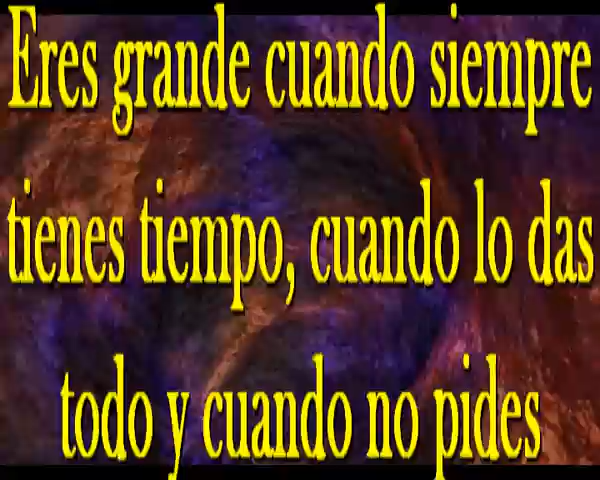 Eres grande cuando siempre
tienes tiempo, cuando lo das
todo y cuando no pides